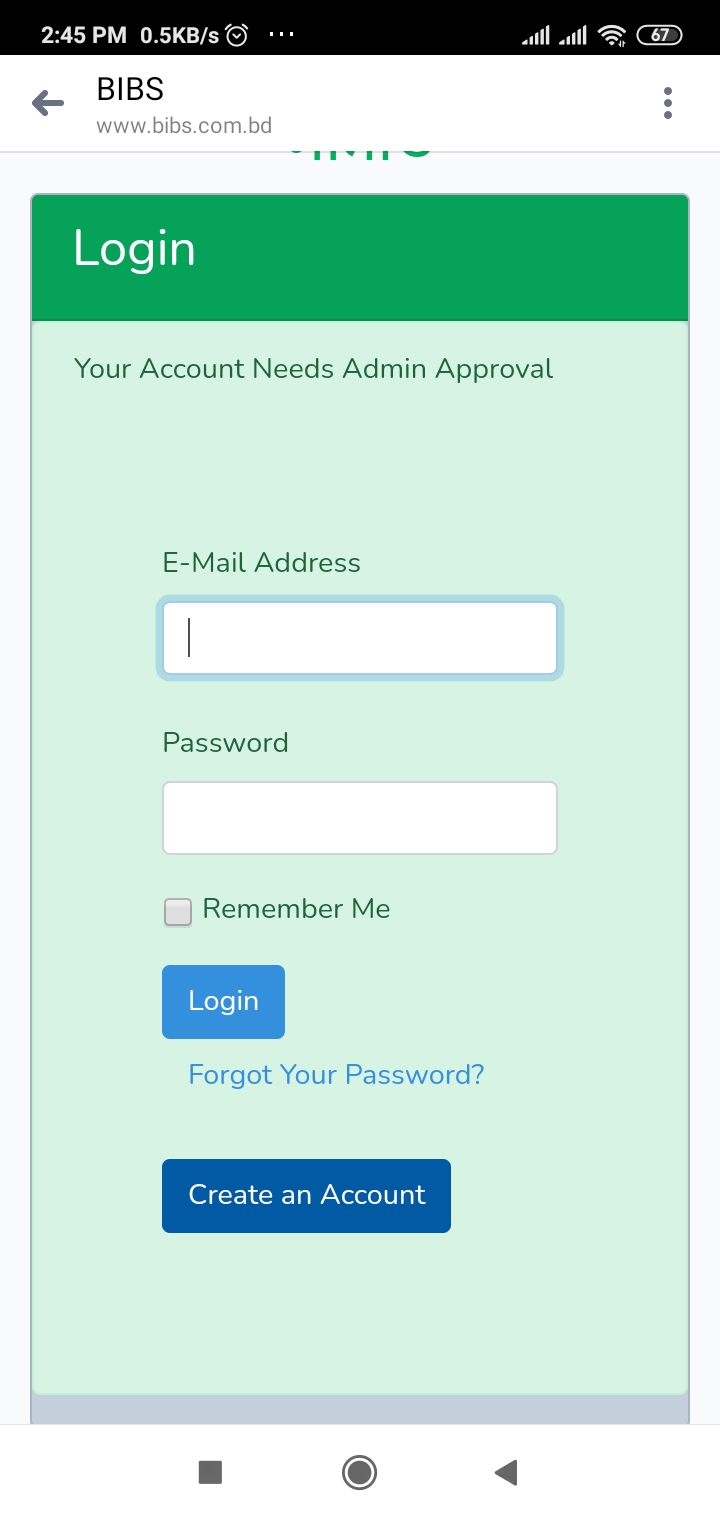 2:45 PM 0.5KB/s ... 67
BIBS
www.bibs.com.bd
Login
Your Account Needs Admin Approval
E-Mail Address
Password
Remember Me
Login
Forgot Your Password?
Create an Account